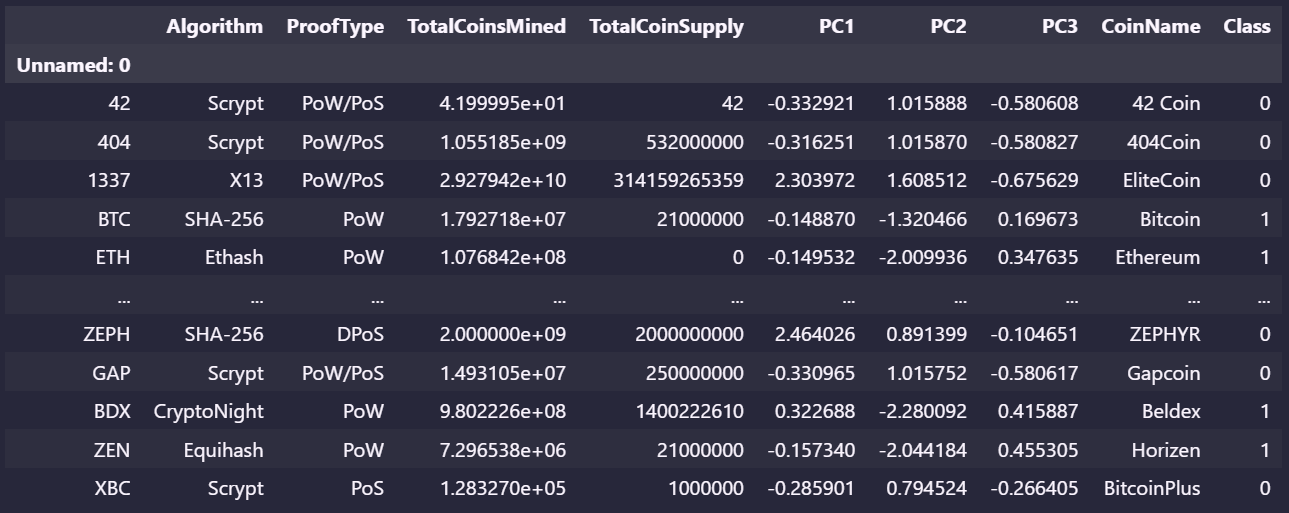 Algorithm ProofType TotalCoinsMined TotalCoinSupply PC1 PC2 PC3 CoinName Class
Unnamed: 0
42 Scrypt PoW/PoS 4.199995e+01 42 -0.332921 1.015888 -0.580608 42 Coin 0
404 Scrypt PoW/PoS 1.055185e+09 532000000 -0.316251 1.015870 -0.580827 404Coin 0
1337 X13 PoW/PoS 2.927942e+10 314159265359 2.303972 1.608512 -0.675629 EliteCoin 0
BTC SHA-256 PoW 1.792718e+07 21000000 -0.148870 -1.320466 0.169673 Bitcoin 1
ETH Ethash PoW 1.076842e+08 0 -0.149532 -2.009936 0.347635 Ethereum 1
... ... ... ... ... ... ... ... ... ...
ZEPH SHA-256 DPoS 2.000000e+09 2000000000 2.464026 0.891399 -0.104651 ZEPHYR 0
GAP Scrypt PoW/PoS 1.493105e+07 250000000 -0.330965 1.015752 -0.580617 Gapcoin 0
BDX CryptoNight PoW 9.802226e+08 1400222610 0.322688 -2.280092 0.415887 Beldex 1
ZEN Equihash PoW 7.296538e+06 21000000 -0.157340 -2.044184 0.455305 Horizen 1
XBC Scrypt PoS 1.283270e+05 1000000 -0.285901 0.794524 -0.266405 BitcoinPlus 0